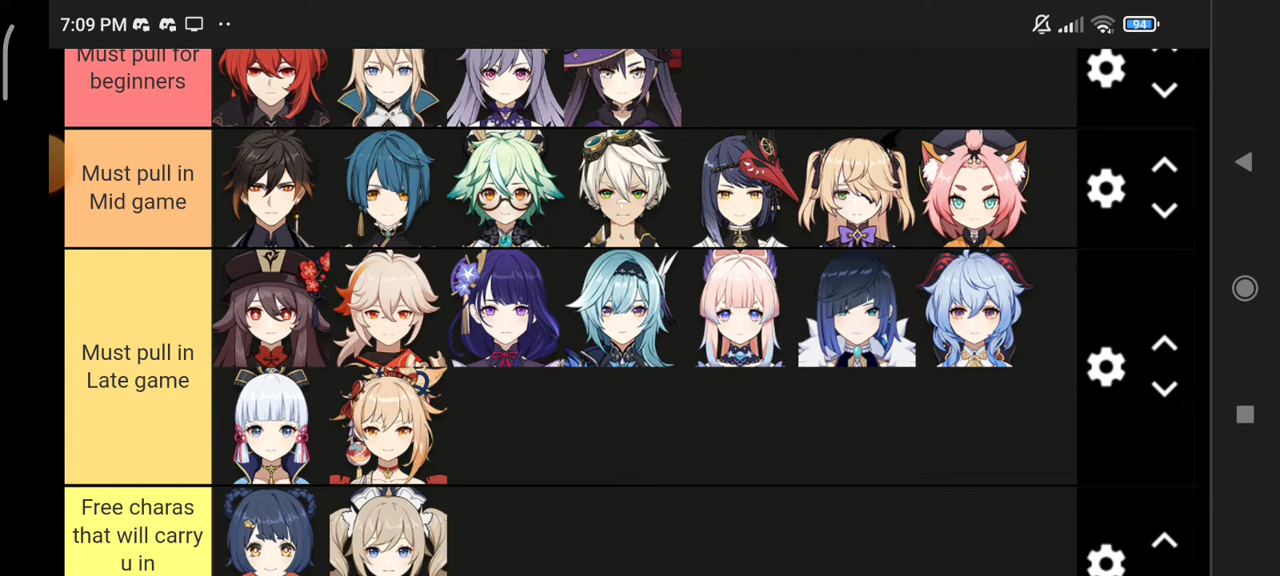 7:09 PM
94
Must pull for
beginners
Must pull in
Mid game
Must pull in
Late game
Free charas
that will carry
u in